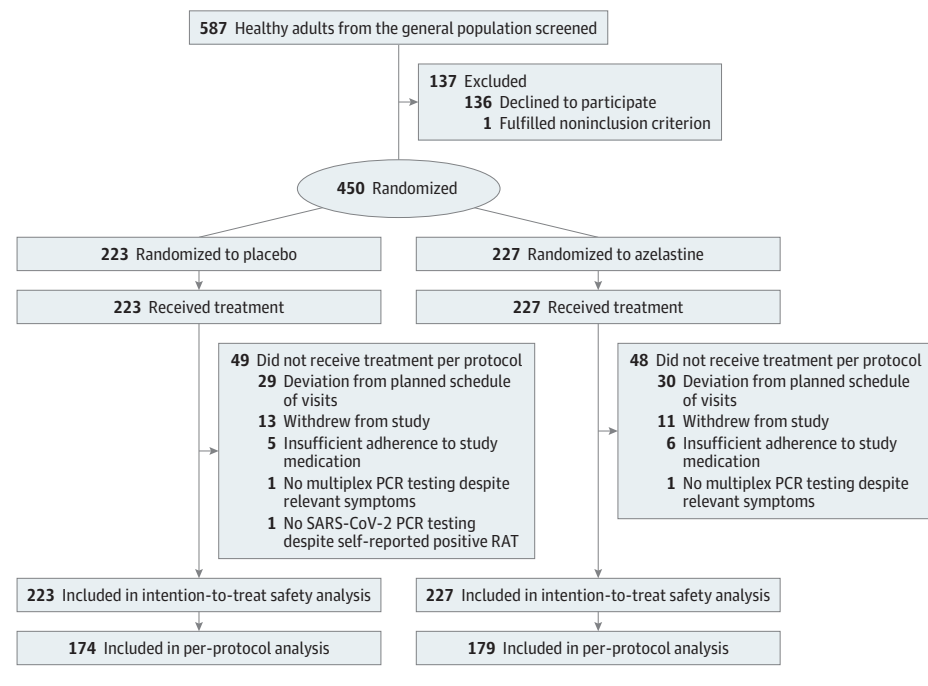 587 Healthy adults from the general population screened
137 Excluded
136 Declined to participate
1 Fulfilled noninclusion criterion
450 Randomized
223 Randomized to placebo
227 Randomized to azelastine
223 Received treatment
227 Received treatment
49 Did not receive treatment per protocol
29 Deviation from planned schedule
of visits
13 Withdrew from study
5 Insufficient adherence to study
medication
1 No multiplex PCR testing despite
relevant symptoms
1 No SARS-CoV-2 PCR testing
despite self-reported positive RAT
48 Did not receive treatment per protocol
30 Deviation from planned schedule
of visits
11 Withdrew from study
6 Insufficient adherence to study
medication
1 No multiplex PCR testing despite
relevant symptoms
223 Included in intention-to-treat safety analysis
227 Included in intention-to-treat safety analysis
174 Included in per-protocol analysis
179 Included in per-protocol analysis